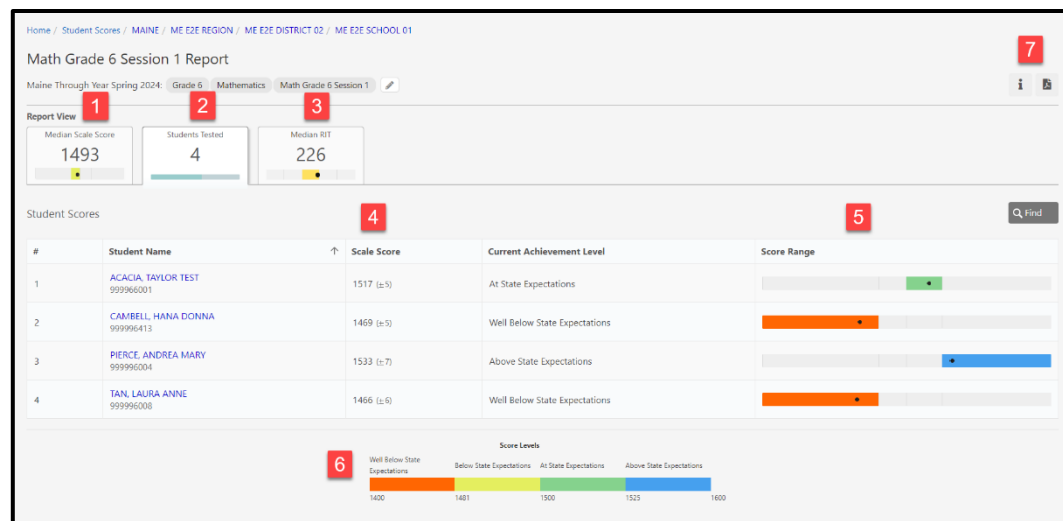 Home / Student Scores / MAINE / ME E2E REGION / ME E2E DISTRICT 02 / ME E2E SCHOOL 01
Math Grade 6 Session 1 Report
7
Maine Through Year Spring 2024: Grade 6 Mathematics Math Grade 6 Session 1
i
1
2
3
Report View
Median Scale Score
1493
Students Tested
4
Median RIT
226
Student Scores
4
5
Find
# Student Name Scale Score Current Achievement Level Score Range
1 ACACIA, TAYLOR TEST 1517 (±5) At State Expectations
999966001
2 CAMBELL, HANA DONNA 1469 (±5) Well Below State Expectations
999996413
3 PIERCE, ANDREA MARY 1533 (±7) Above State Expectations
999996004
4 TAN, LAURA ANNE 1466 (±6) Well Below State Expectations
999996008
Score Levels
6
Well Below State
Expectations
Below State Expectations At State Expectations Above State Expectations
1400 1481 1500 1525 1600